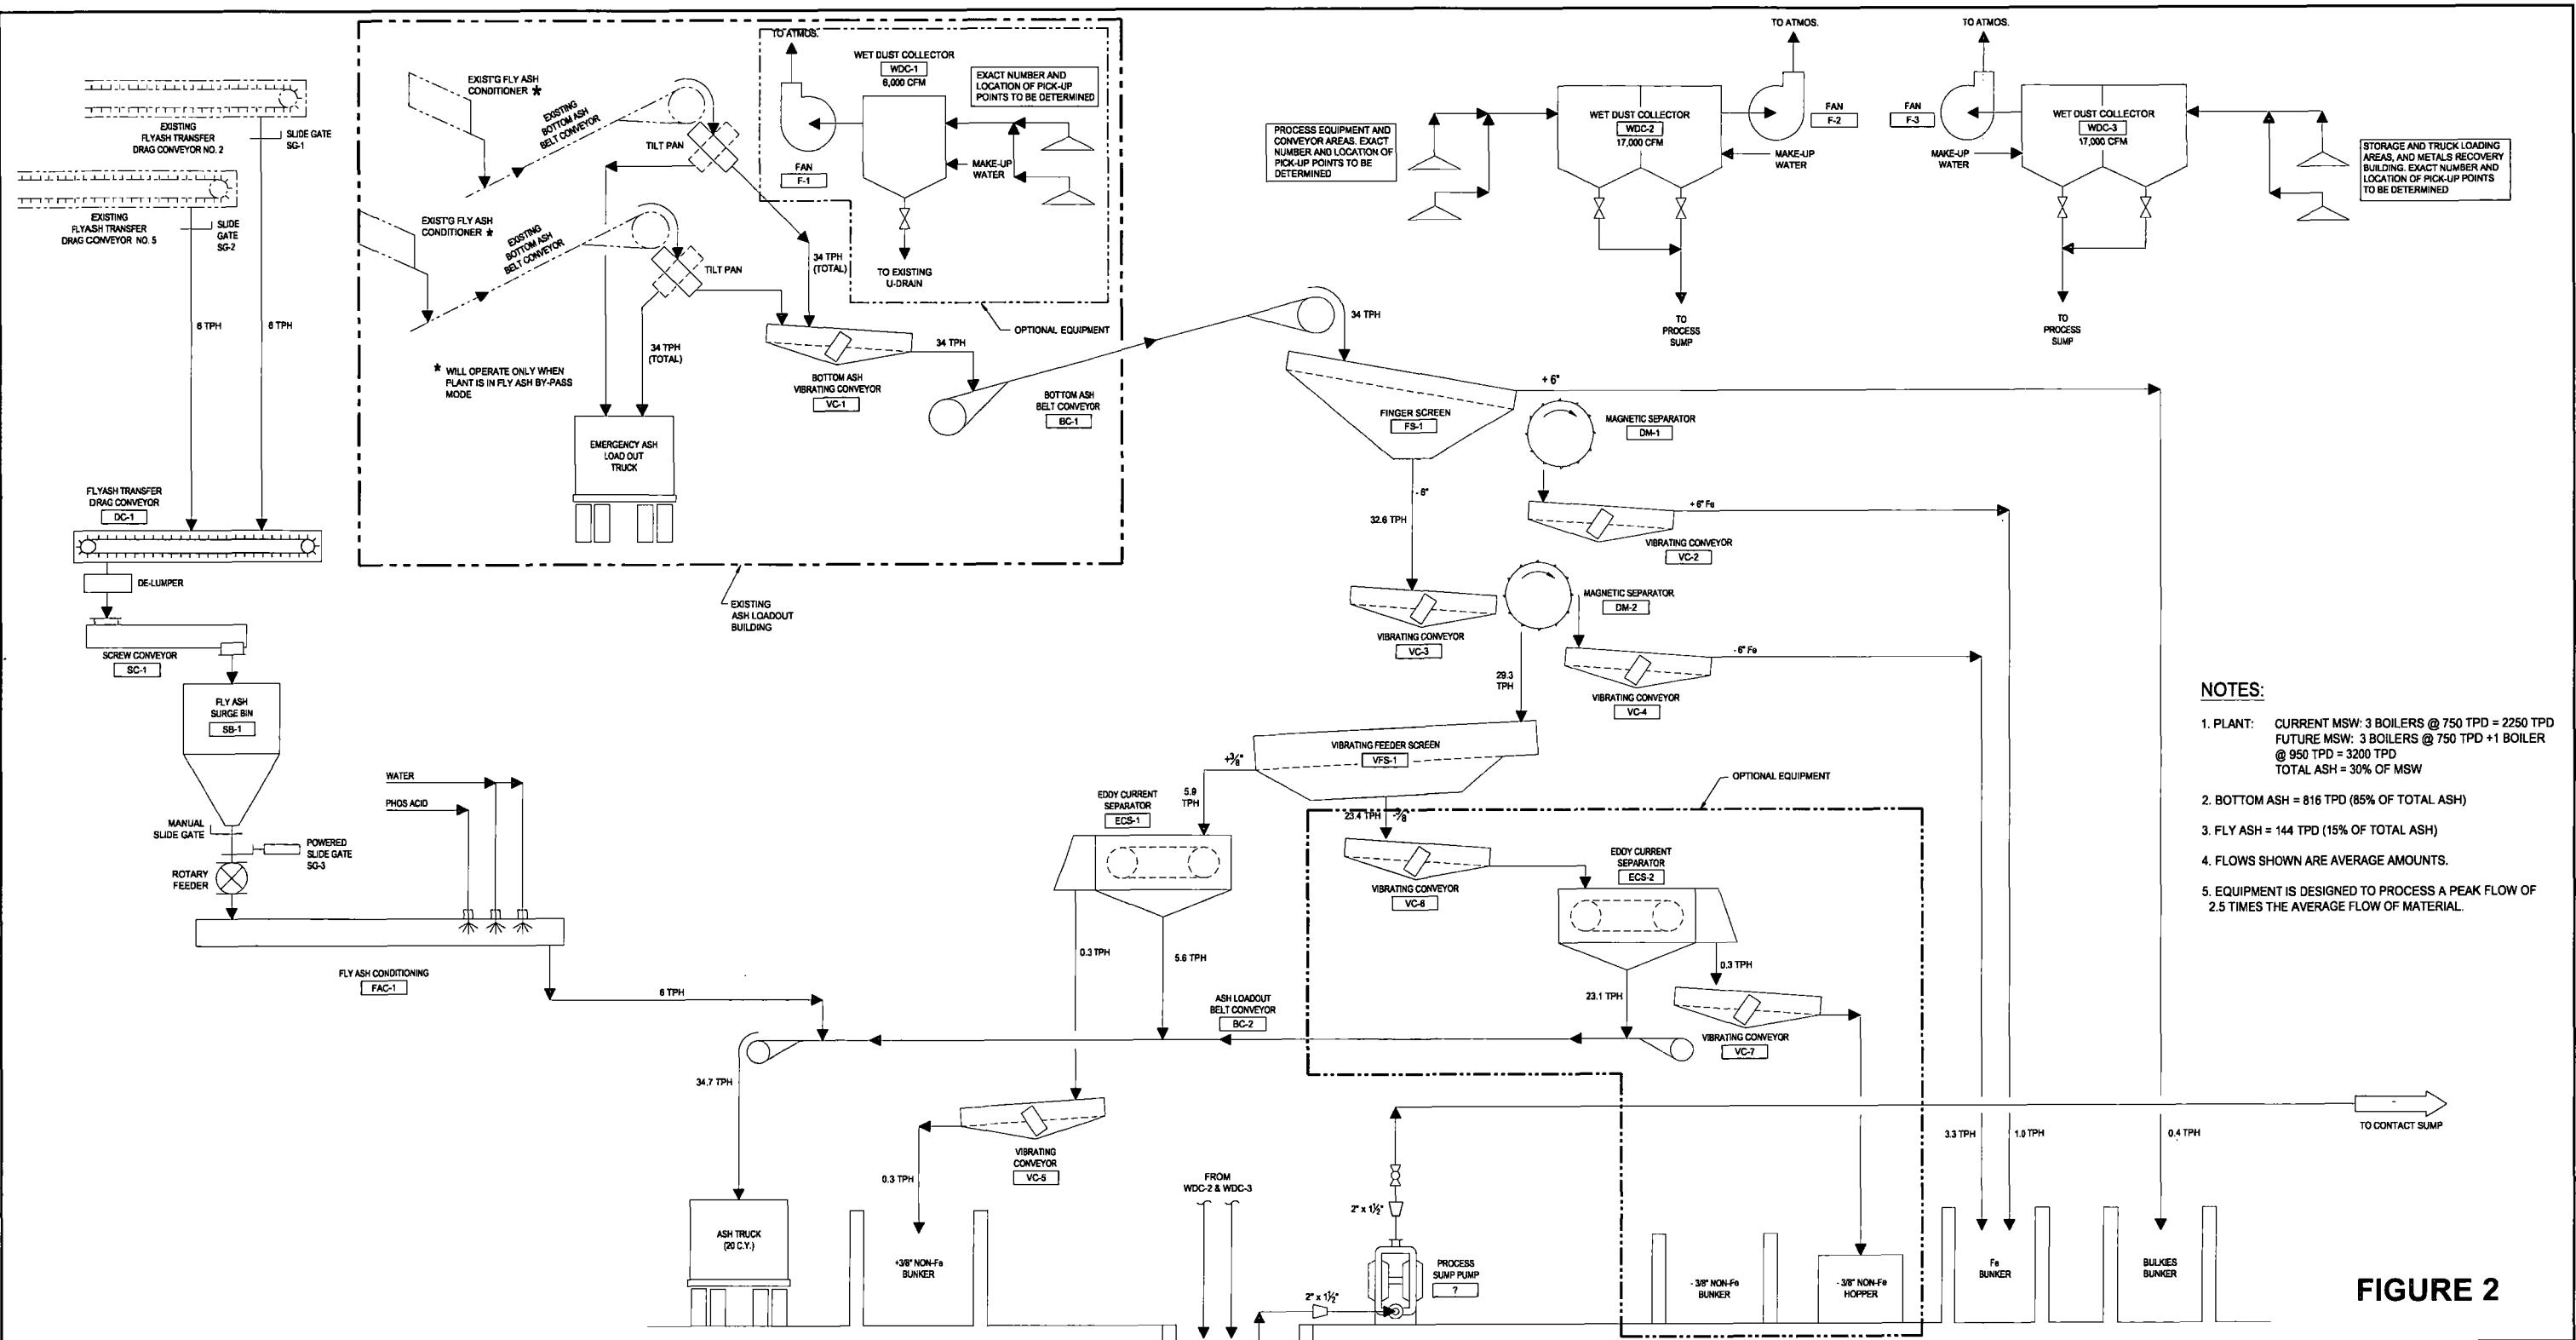 TO ATMOS.
WET DUST COLLECTOR
WDC-1
6,000 CFM
EXACT NUMBER AND
LOCATION OF PICK-UP
POINTS TO BE DETERMINED
FAN
F-1
MAKE-UP
WATER
TO EXISTING
U-DRAIN
OPTIONAL EQUIPMENT
EXIST'G FLY ASH
CONDITIONER *
EXISTING
BOTTOM ASH
BELT CONVEYOR
TILT PAN
EXIST'G FLY ASH
CONDITIONER *
EXISTING
BOTTOM ASH
BELT CONVEYOR
TILT PAN
34 TPH
(TOTAL)
34 TPH
(TOTAL)
34 TPH
* WILL OPERATE ONLY WHEN
PLANT IS IN FLY ASH BY-PASS
MODE
BOTTOM ASH
VIBRATING CONVEYOR
VC-1
BOTTOM ASH
BELT CONVEYOR
BC-1
EMERGENCY ASH
LOAD OUT
TRUCK
EXISTING
ASH LOADOUT
BUILDING
EXISTING
FLYASH TRANSFER
DRAG CONVEYOR NO. 2
SLIDE GATE
SG-1
EXISTING
FLYASH TRANSFER
DRAG CONVEYOR NO. 5
SLIDE
GATE
SG-2
6 TPH
6 TPH
FLYASH TRANSFER
DRAG CONVEYOR
DC-1
DE-LUMPER
SCREW CONVEYOR
SC-1
FLY ASH
SURGE BIN
SB-1
MANUAL
SLIDE GATE
POWERED
SLIDE GATE
SG-3
ROTARY
FEEDER
WATER
PHOS ACID
FLY ASH CONDITIONING
FAC-1
6 TPH
TO ATMOS.
TO ATMOS.
PROCESS EQUIPMENT AND
CONVEYOR AREAS. EXACT
NUMBER AND LOCATION OF
PICK-UP POINTS TO BE
DETERMINED
WET DUST COLLECTOR
WDC-2
17,000 CFM
FAN
F-2
MAKE-UP
WATER
TO
PROCESS
SUMP
FAN
F-3
WET DUST COLLECTOR
WDC-3
17,000 CFM
MAKE-UP
WATER
TO
PROCESS
SUMP
STORAGE AND TRUCK LOADING
AREAS, AND METALS RECOVERY
BUILDING. EXACT NUMBER AND
LOCATION OF PICK-UP POINTS
TO BE DETERMINED
34 TPH
+ 6"
FINGER SCREEN
FS-1
MAGNETIC SEPARATOR
DM-1
- 6"
32.6 TPH
+ 6" Fe
VIBRATING CONVEYOR
VC-2
MAGNETIC SEPARATOR
DM-2
VIBRATING CONVEYOR
VC-3
- 6" Fe
VIBRATING CONVEYOR
VC-4
29.3
TPH
VIBRATING FEEDER SCREEN
VFS-1
+3/8"
5.9
TPH
EDDY CURRENT
SEPARATOR
ECS-1
23.4 TPH
-3/8"
OPTIONAL EQUIPMENT
VIBRATING CONVEYOR
VC-6
EDDY CURRENT
SEPARATOR
ECS-2
0.3 TPH
5.6 TPH
0.3 TPH
23.1 TPH
VIBRATING CONVEYOR
VC-7
ASH LOADOUT
BELT CONVEYOR
BC-2
34.7 TPH
VIBRATING
CONVEYOR
VC-5
0.3 TPH
ASH TRUCK
(20 C.Y.)
+3/8" NON-Fe
BUNKER
FROM
WDC-2 & WDC-3
2" x 1½"
2" x 1½"
PROCESS
SUMP PUMP
?
- 3/8" NON-Fe
BUNKER
- 3/8" NON-Fe
HOPPER
3.3 TPH
1.0 TPH
0.4 TPH
Fe
BUNKER
BULKIES
BUNKER
TO CONTACT SUMP
NOTES:
1. PLANT: CURRENT MSW: 3 BOILERS @ 750 TPD = 2250 TPD
FUTURE MSW: 3 BOILERS @ 750 TPD +1 BOILER
@ 950 TPD = 3200 TPD
TOTAL ASH = 30% OF MSW
2. BOTTOM ASH = 816 TPD (85% OF TOTAL ASH)
3. FLY ASH = 144 TPD (15% OF TOTAL ASH)
4. FLOWS SHOWN ARE AVERAGE AMOUNTS.
5. EQUIPMENT IS DESIGNED TO PROCESS A PEAK FLOW OF
2.5 TIMES THE AVERAGE FLOW OF MATERIAL.
FIGURE 2